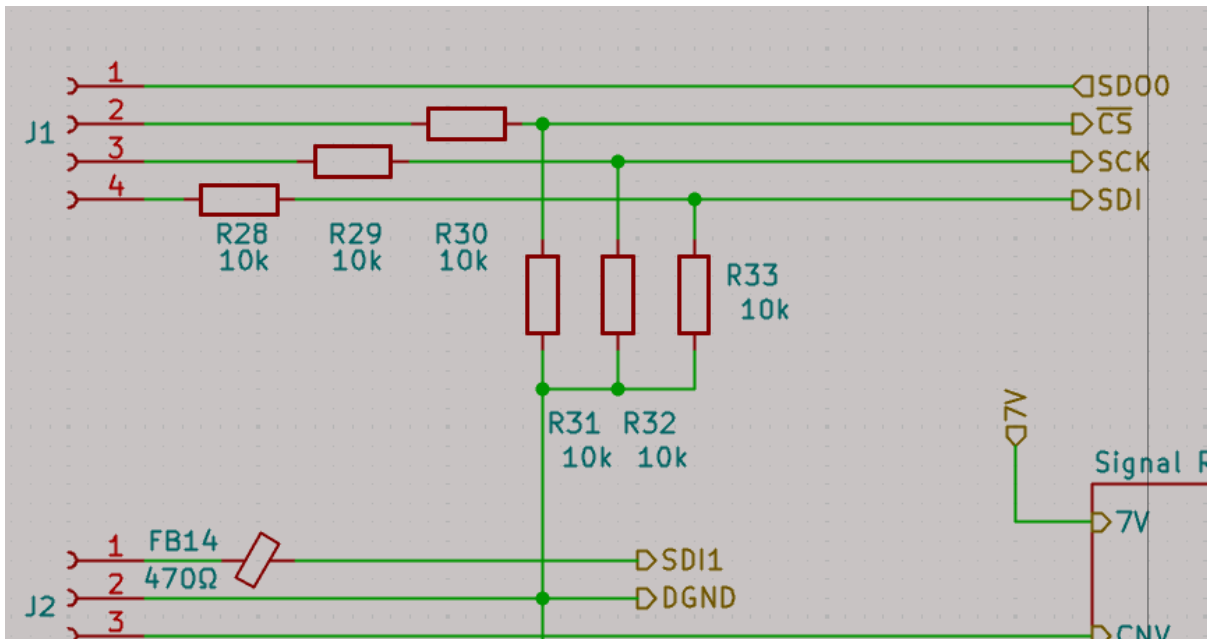 1
SDO0
2
CS
J1
3
SCK
4
SDI
R28
R29
R30
10k
10k
10k
R33
10k
7V
R31
R32
10k
10k
Signal
7V
1
FB14
470Ω
SDI1
2
DGND
J2
3
CNV